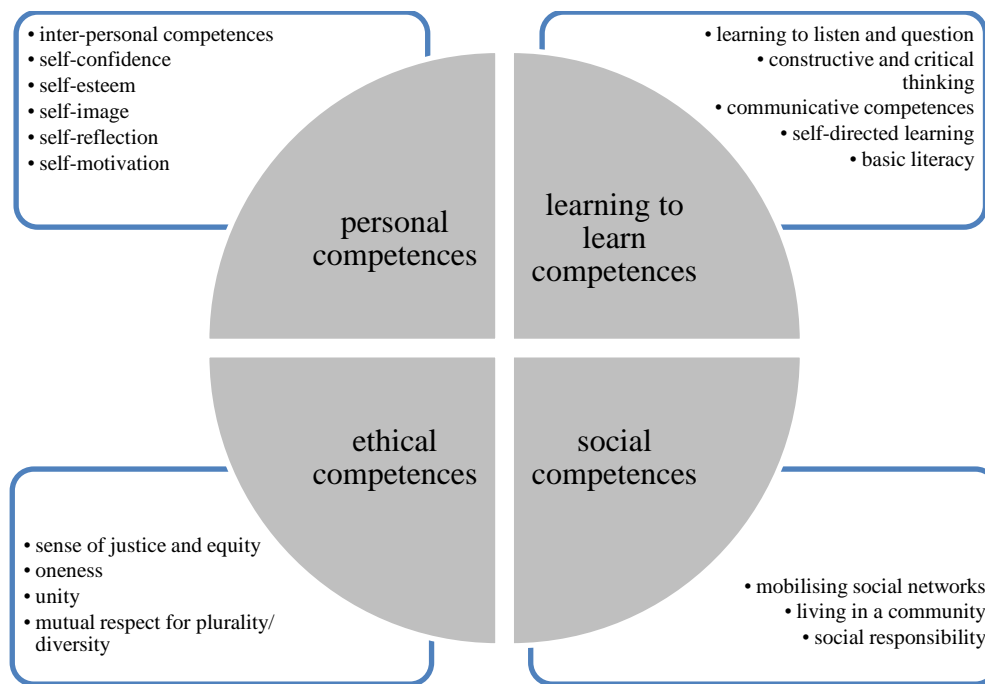 • inter-personal competences
• self-confidence
• self-esteem
• self-image
• self-reflection
• self-motivation
• learning to listen and question
• constructive and critical
thinking
• communicative competences
• self-directed learning
• basic literacy
personal
competences
learning to
learn
competences
ethical
competences
social
competences
• sense of justice and equity
• oneness
• unity
• mutual respect for plurality/
diversity
• mobilising social networks
• living in a community
• social responsibility